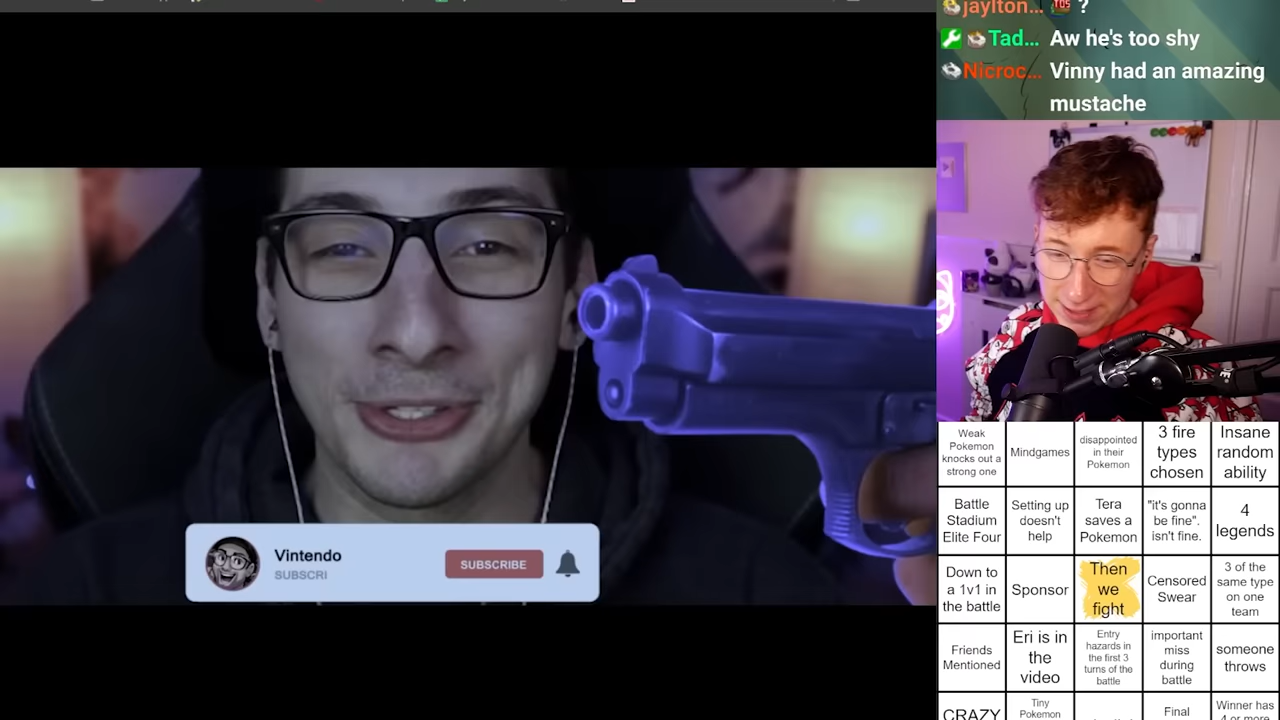 jaylton... ?
Tad... Aw he's too shy
Nicroc... Vinny had an amazing
mustache
Vintendo
SUBSCRI
SUBSCRIBE
Weak
Pokemon
knocks out a
strong one
Mindgames
disappointed
in their
Pokemon
3 fire
types
chosen
Insane
random
ability
Battle
Stadium
Elite Four
Setting up
doesn't
help
Tera
saves a
Pokemon
"it's gonna
be fine".
isn't fine.
4
legends
Down to
a 1v1 in
the battle
Sponsor
Then
we
fight
Censored
Swear
3 of the
same type
on one
team
Friends
Mentioned
Eri is in
the
video
Entry
hazards in
the first 3
turns of the
battle
important
miss
during
battle
someone
throws
CRAZY
Tiny
Pokemon
Final
Winner has
4 or more